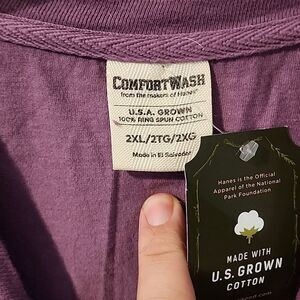 COMFORTWASH
from the makers of Hanes®
U.S.A. GROWN
100% RING SPUN COTTON
2XL/2TG/2XG
Made in El Salvador
Hanes is the Official
Apparel of the National
Park Foundation
MADE WITH
U.S. GROWN
COTTON